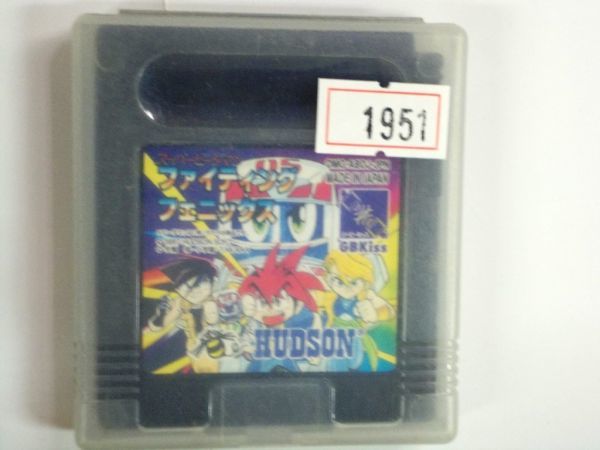 1951
スーパービーダマン
ファイティング
フェニックス
MADE IN JAPAN
GBKiss
HUDSON